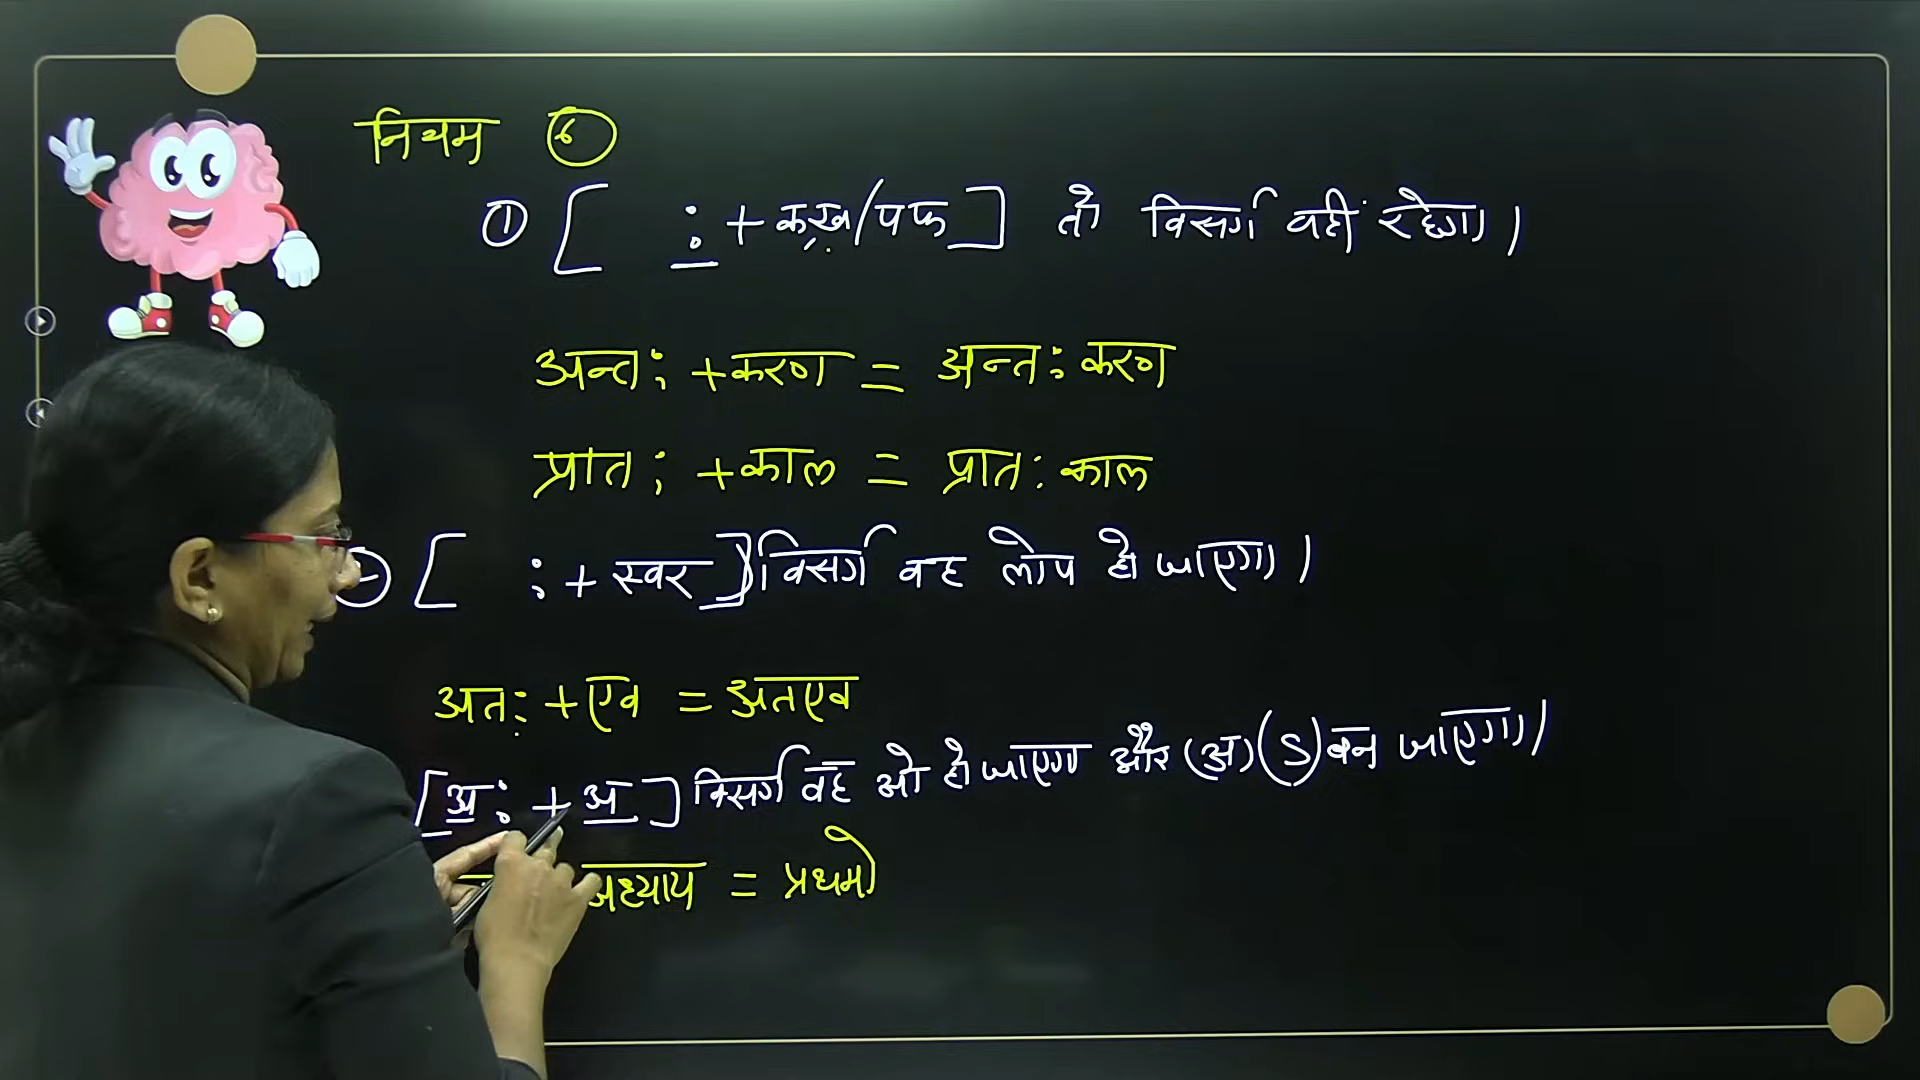 नियम ⑥
① [ : + क,ख/पफ ] तो विसर्ग वही रहेगा।
अन्त: + करण = अन्त: करण
प्रात: + काल = प्रात: काल
[ : + स्वर ] विसर्ग वह लोप हो जाएगा।
अत: + एव = अतएव
[ अ: + अ ] विसर्ग वह ओ हो जाएगा और (अ) (S) बन जाएगा।
अध्याय = प्रथमो